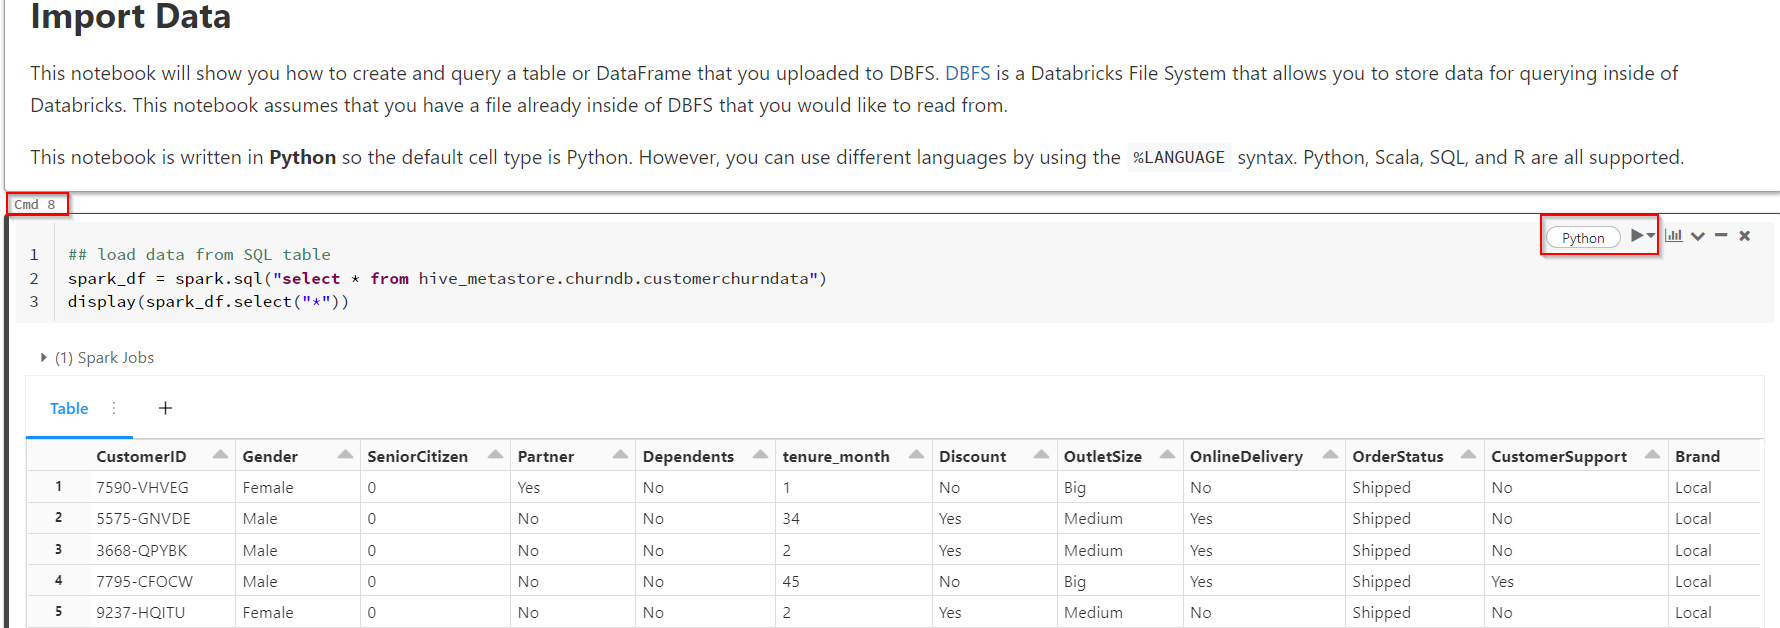 Import Data
This notebook will show you how to create and query a table or DataFrame that you uploaded to DBFS. DBFS is a Databricks File System that allows you to store data for querying inside of
Databricks. This notebook assumes that you have a file already inside of DBFS that you would like to read from.
This notebook is written in Python so the default cell type is Python. However, you can use different languages by using the %LANGUAGE syntax. Python, Scala, SQL, and R are all supported.
Cmd 8
Python
1 ## load data from SQL table
2 spark_df = spark.sql("select * from hive_metastore.churndb.customerchurndata")
3 display(spark_df.select("*"))
(1) Spark Jobs
Table +
CustomerID Gender SeniorCitizen Partner Dependents tenure_month Discount OutletSize OnlineDelivery OrderStatus CustomerSupport Brand
1 7590-VHVEG Female 0 Yes No 1 No Big No Shipped No Local
2 5575-GNVDE Male 0 No No 34 Yes Medium Yes Shipped No Local
3 3668-QPYBK Male 0 No No 2 Yes Medium Yes Shipped No Local
4 7795-CFOCW Male 0 No No 45 No Big Yes Shipped Yes Local
5 9237-HQITU Female 0 No No 2 Yes Medium No Shipped No Local